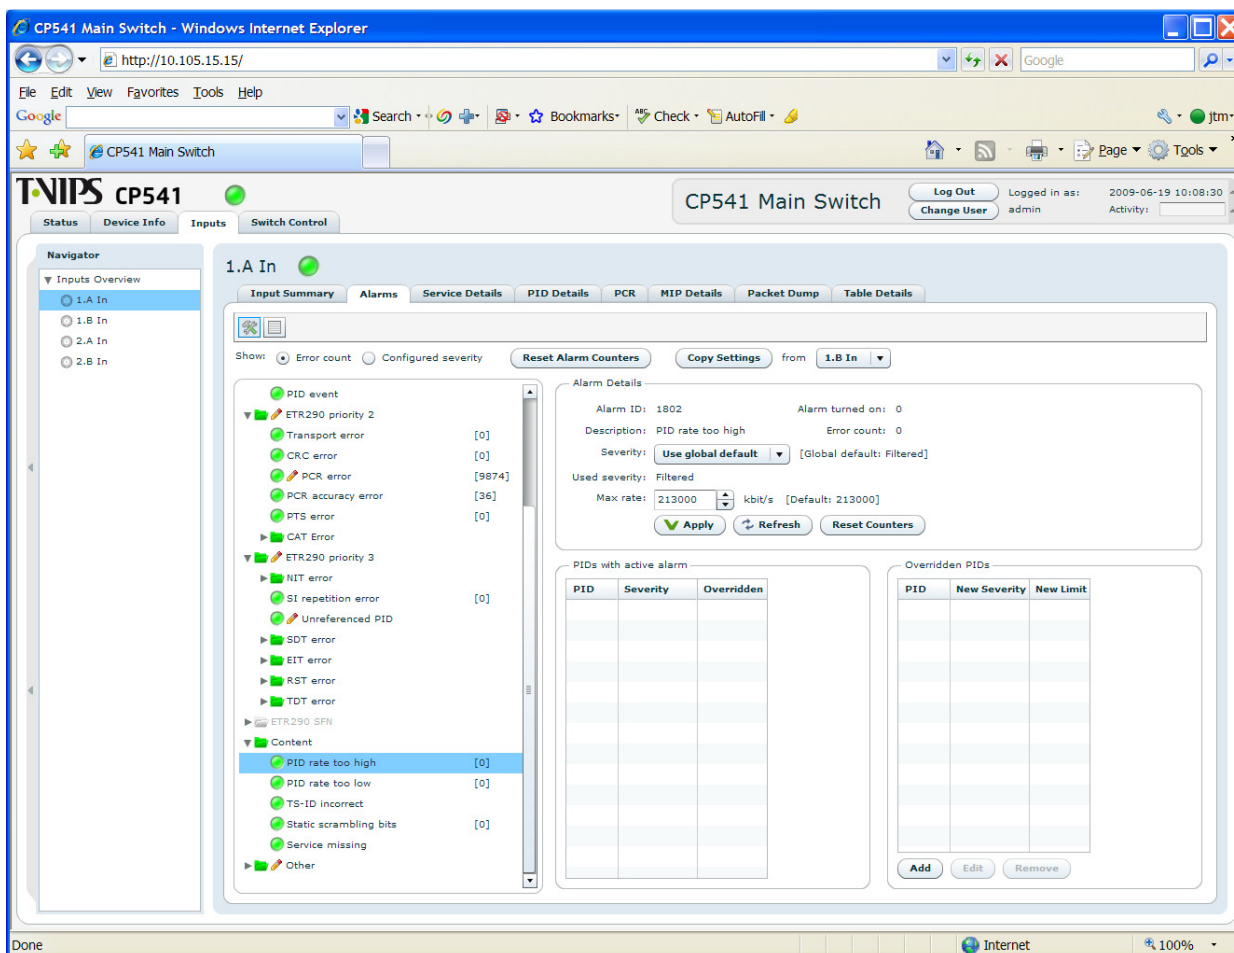 CP541 Main Switch - Windows Internet Explorer
http://10.105.15.15/
Google
File Edit View Favorites Tools Help
Google Search Bookmarks ABC Check AutoFill jtm
CP541 Main Switch Page Tools
T-VIPS CP541
CP541 Main Switch
Log Out Logged in as: 2009-06-19 10:08:30
Change User admin Activity:
Status Device Info Inputs Switch Control
Navigator
Inputs Overview
1.A In
1.B In
2.A In
2.B In
1.A In
Input Summary Alarms Service Details PID Details PCR MIP Details Packet Dump Table Details
Show: Error count Configured severity Reset Alarm Counters Copy Settings from 1.B In
PID event
ETR290 priority 2
Transport error [0]
CRC error [0]
PCR error [9874]
PCR accuracy error [36]
PTS error [0]
CAT Error
ETR290 priority 3
NIT error
SI repetition error [0]
Unreferenced PID
SDT error
EIT error
RST error
TDT error
ETR290 SFN
Content
PID rate too high [0]
PID rate too low [0]
TS-ID incorrect
Static scrambling bits [0]
Service missing
Other
Alarm Details
Alarm ID: 1802 Alarm turned on: 0
Description: PID rate too high Error count: 0
Severity: Use global default [Global default: Filtered]
Used severity: Filtered
Max rate: 213000 kbit/s [Default: 213000]
Apply Refresh Reset Counters
PIDs with active alarm
PID Severity Overridden
Overridden PIDs
PID New Severity New Limit
Add Edit Remove
Done Internet 100%